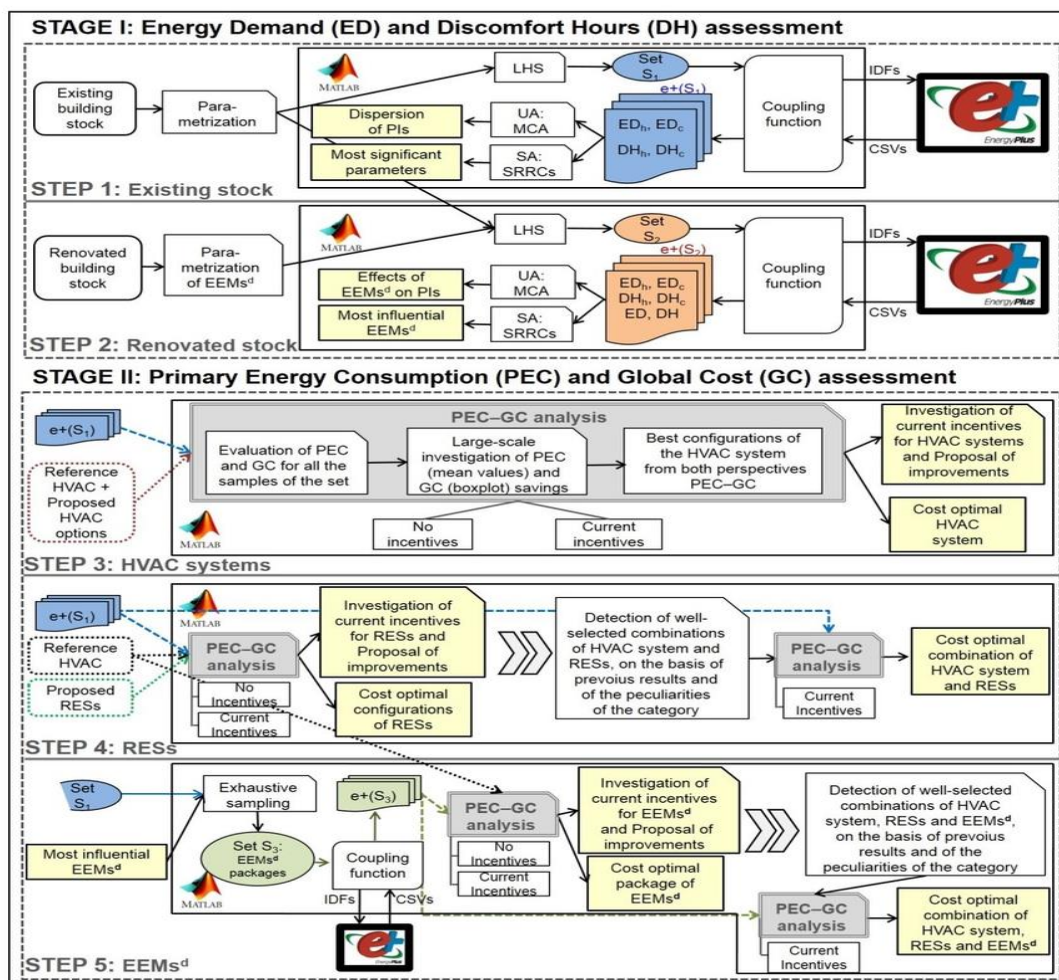 STAGE I: Energy Demand (ED) and Discomfort Hours (DH) assessment
Existing
building
stock
Para-
metrization
MATLAB
LHS
Set
S1
e+(S1)
Dispersion
of PIs
UA:
MCA
EDh, EDc
DHh, DHc
Most significant
parameters
SA:
SRRCs
Coupling
function
IDFs
CSVs
e+
EnergyPlus
STEP 1: Existing stock
Renovated
building
stock
Para-
metrization
of EEMsd
MATLAB
LHS
Set
S2
e+(S2)
Effects of
EEMsd on PIs
UA:
MCA
EDh, EDc
DHh, DHc
ED, DH
Most influential
EEMsd
SA:
SRRCs
Coupling
function
IDFs
CSVs
e+
EnergyPlus
STEP 2: Renovated stock
STAGE II: Primary Energy Consumption (PEC) and Global Cost (GC) assessment
e+(S1)
Reference
HVAC +
Proposed
HVAC
options
MATLAB
PEC–GC analysis
Evaluation of PEC
and GC for all the
samples of the set
Large-scale
investigation of PEC
(mean values) and
GC (boxplot) savings
Best configurations of
the HVAC system
from both perspectives
PEC–GC
No
incentives
Current
incentives
Investigation of
current incentives
for HVAC systems
and Proposal of
improvements
Cost optimal
HVAC
system
STEP 3: HVAC systems
e+(S1)
Reference
HVAC
Proposed
RESs
MATLAB
PEC–GC
analysis
No
Incentives
Current
Incentives
Investigation of
current incentives
for RESs and
Proposal of
improvements
Cost optimal
configurations
of RESs
Detection of well-
selected combinations
of HVAC system and
RESs, on the basis of
prevoius results and
of the peculiarities
of the category
PEC–GC
analysis
Current
Incentives
Cost optimal
combination of
HVAC system
and RESs
STEP 4: RESs
Set
S1
Most influential
EEMsd
Exhaustive
sampling
Set S3:
EEMsd
packages
MATLAB
e+(S3)
Coupling
function
IDFs
CSVs
e+
PEC–GC
analysis
No
Incentives
Current
Incentives
Investigation of
current incentives
for EEMsd
and Proposal of
improvements
Cost optimal
package of
EEMsd
Detection of well-selected
combinations of HVAC
system, RESs and EEMsd,
on the basis of prevoius
results and of the
peculiarities of the category
PEC–GC
analysis
Current
Incentives
Cost optimal
combination of
HVAC system,
RESs and EEMsd
STEP 5: EEMsd